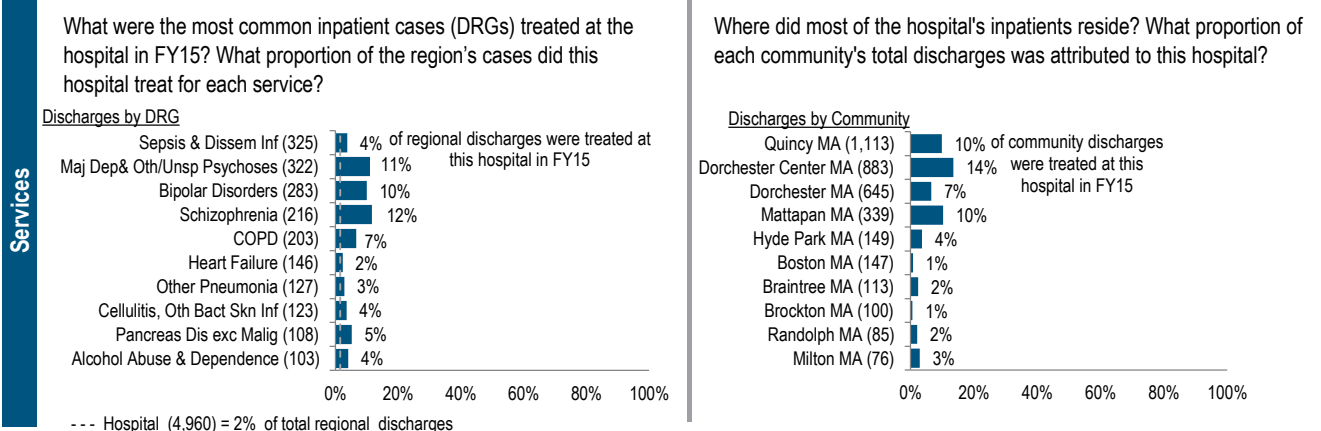 Services
What were the most common inpatient cases (DRGs) treated at the
hospital in FY15? What proportion of the region's cases did this
hospital treat for each service?
Discharges by DRG
Sepsis & Dissem Inf (325) 4% of regional discharges were treated at
this hospital in FY15
Maj Dep& Oth/Unsp Psychoses (322) 11%
Bipolar Disorders (283) 10%
Schizophrenia (216) 12%
COPD (203) 7%
Heart Failure (146) 2%
Other Pneumonia (127) 3%
Cellulitis, Oth Bact Skn Inf (123) 4%
Pancreas Dis exc Malig (108) 5%
Alcohol Abuse & Dependence (103) 4%
0% 20% 40% 60% 80% 100%
- - - Hospital (4,960) = 2% of total regional discharges
Where did most of the hospital's inpatients reside? What proportion of
each community's total discharges was attributed to this hospital?
Discharges by Community
Quincy MA (1,113) 10% of community discharges
were treated at this
hospital in FY15
Dorchester Center MA (883) 14%
Dorchester MA (645) 7%
Mattapan MA (339) 10%
Hyde Park MA (149) 4%
Boston MA (147) 1%
Braintree MA (113) 2%
Brockton MA (100) 1%
Randolph MA (85) 2%
Milton MA (76) 3%
0% 20% 40% 60% 80% 100%